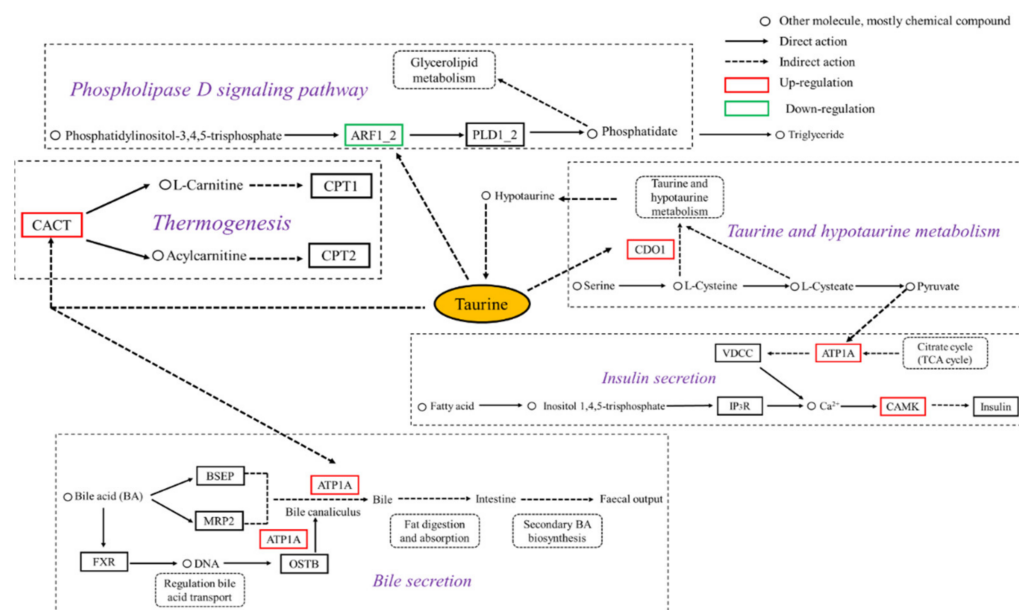 Other molecule, mostly chemical compound
Direct action
Indirect action
Up-regulation
Down-regulation
Phospholipase D signaling pathway
Glycerolipid
metabolism
Phosphatidylinositol-3,4,5-trisphosphate
ARF1_2
PLD1_2
Phosphatidate
Triglyceride
L-Carnitine
CPT1
CACT
Thermogenesis
Acylcarnitine
CPT2
Hypotaurine
Taurine and
hypotaurine
metabolism
Taurine and hypotaurine metabolism
CDO1
Serine
L-Cysteine
L-Cysteate
Pyruvate
Taurine
VDCC
ATP1A
Citrate cycle
(TCA cycle)
Insulin secretion
Fatty acid
Inositol 1,4,5-trisphosphate
IP3R
Ca2+
CAMK
Insulin
BSEP
ATP1A
Bile acid (BA)
Bile
Intestine
Faecal output
MRP2
Bile canaliculus
ATP1A
Fat digestion
and absorption
Secondary BA
biosynthesis
FXR
DNA
OSTB
Regulation bile
acid transport
Bile secretion